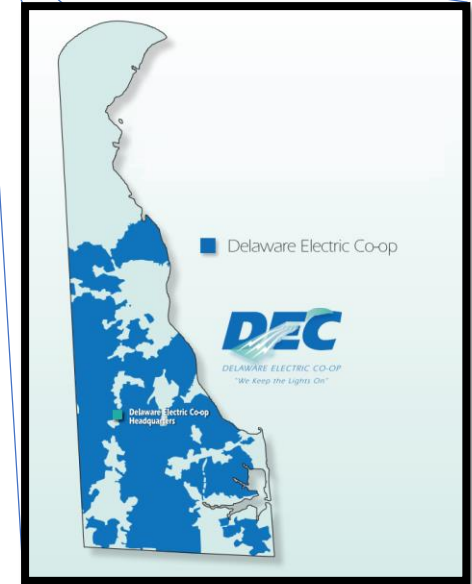 Delaware Electric Co-op
DEC
DELAWARE ELECTRIC CO-OP
"We Keep the Lights On"
Delaware Electric Co-op
Headquarters